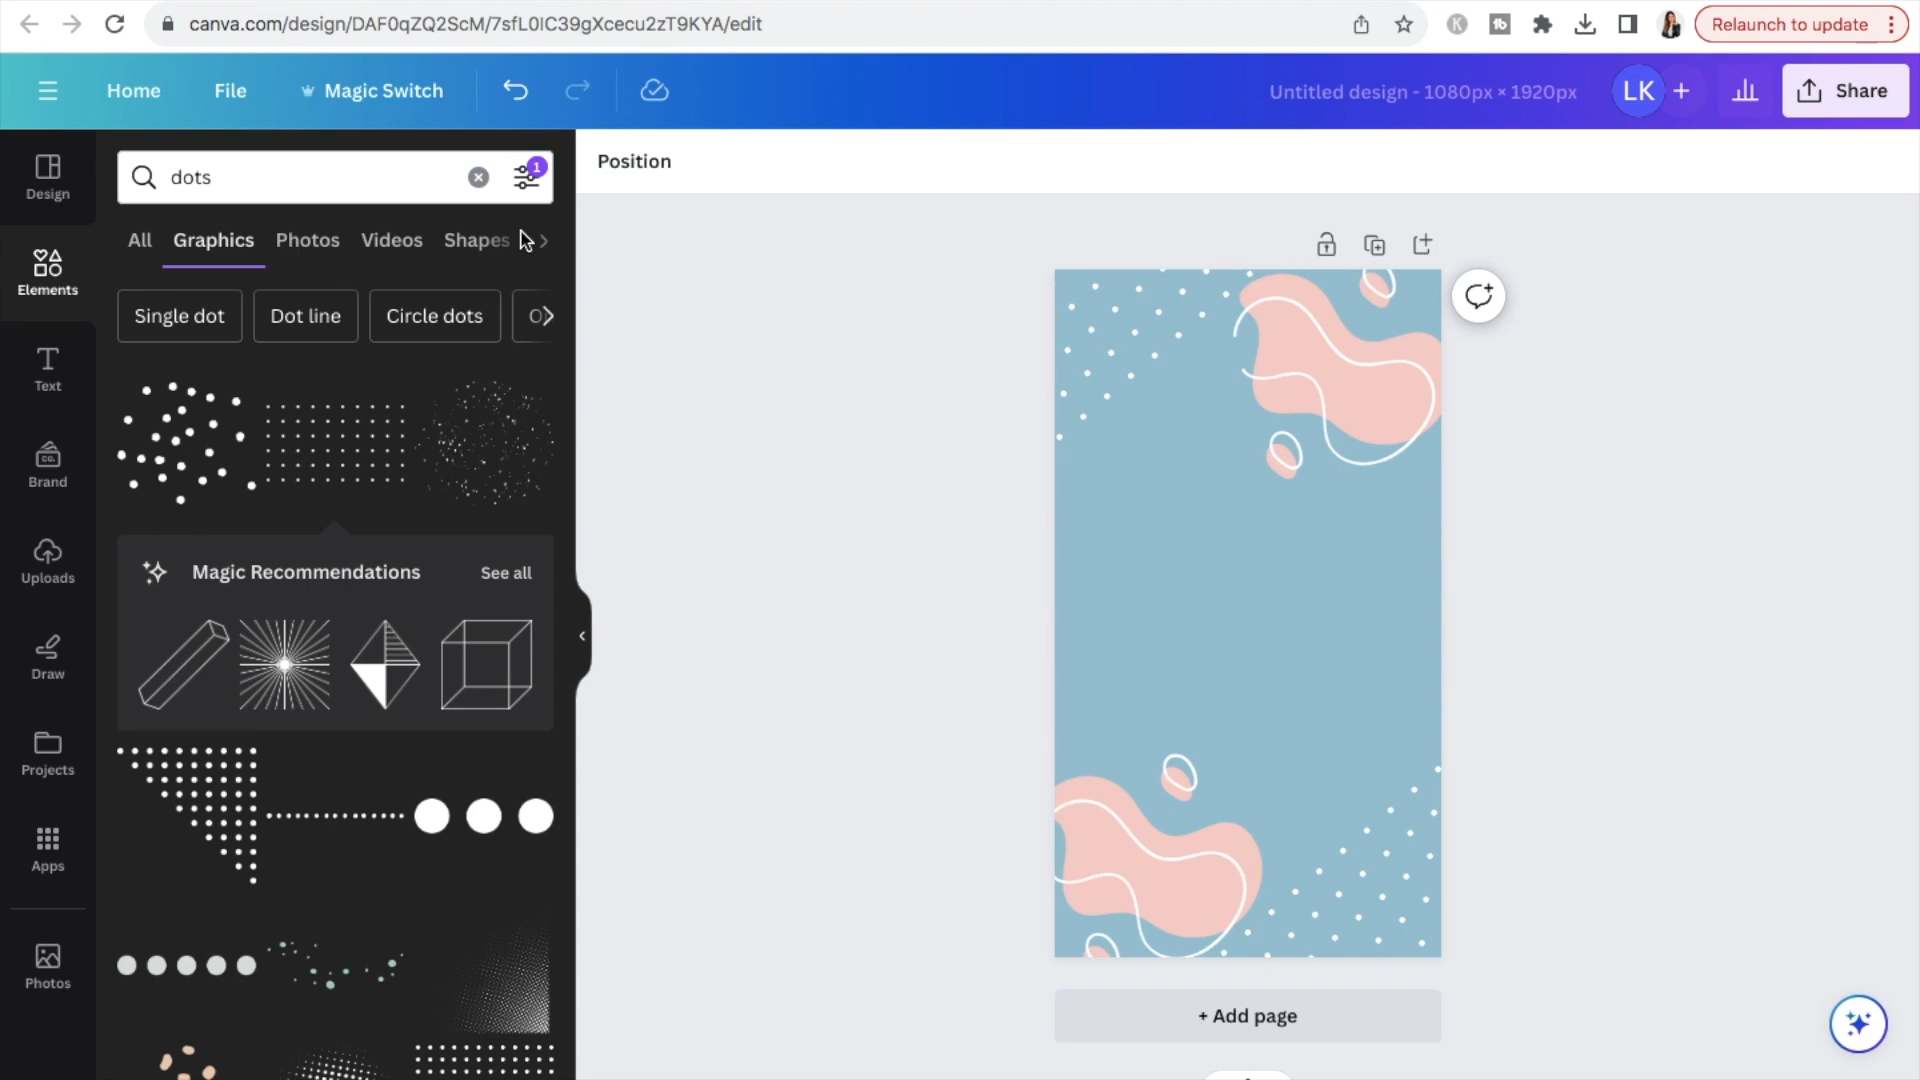 canva.com/design/DAF0qZQ2ScM/7sfL0IC39gXcecu2zT9KYA/edit
Relaunch to update
Home
File
Magic Switch
Untitled design - 1080px × 1920px
LK
Share
Design
Elements
Text
Brand
Uploads
Draw
Projects
Apps
Photos
dots
1
All
Graphics
Photos
Videos
Shapes
Single dot
Dot line
Circle dots
Magic Recommendations
See all
Position
+ Add page